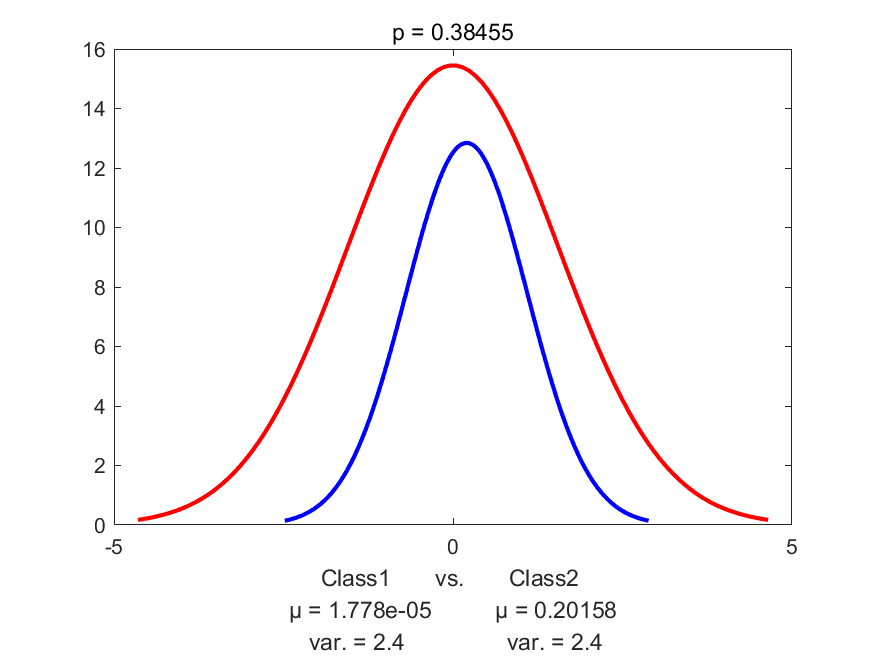 p = 0.38455
16
14
12
10
8
6
4
2
0
-5 0 5
Class1 vs. Class2
μ = 1.778e-05 μ = 0.20158
var. = 2.4 var. = 2.4